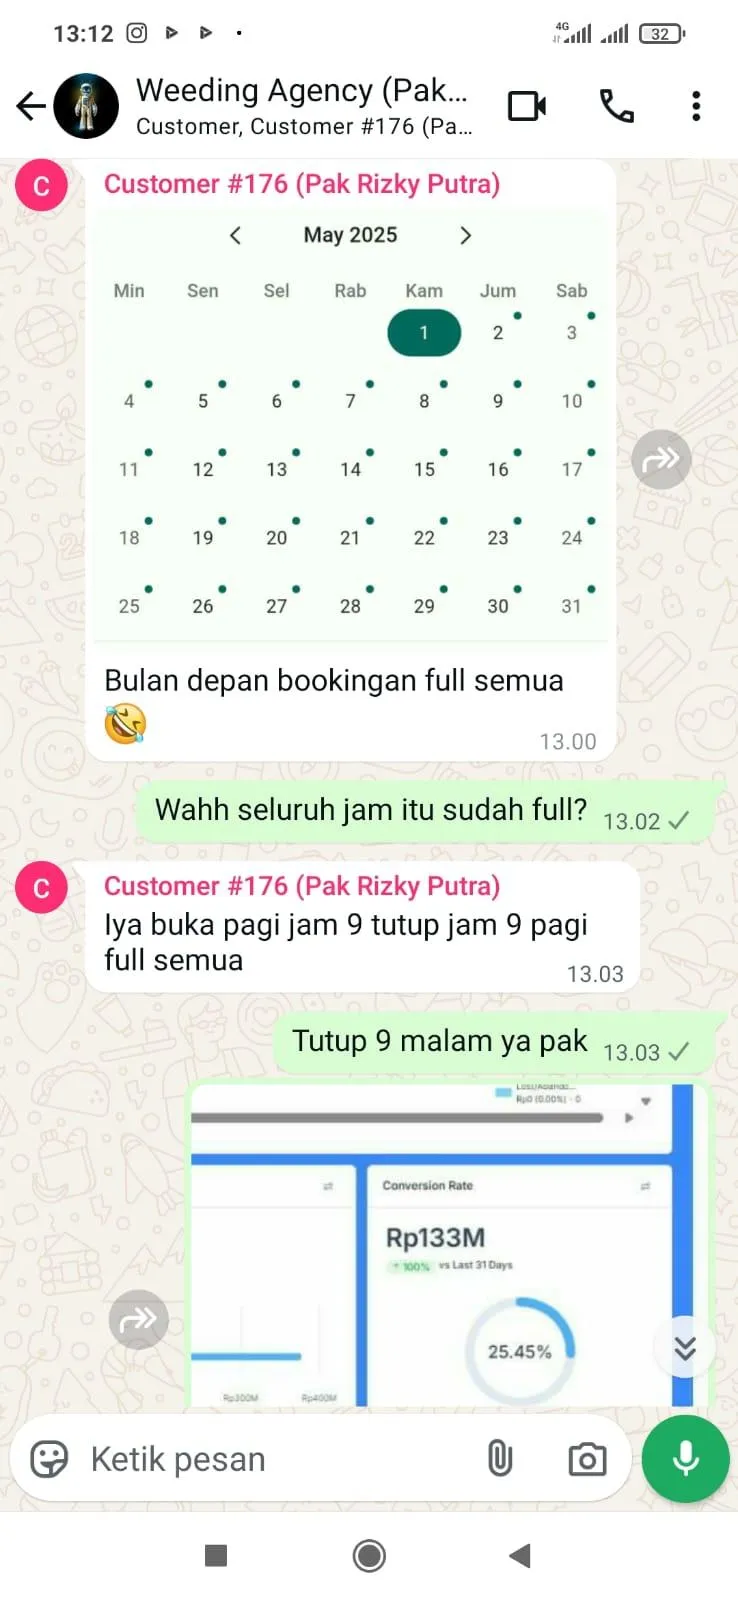 13:12
4G
32
Weeding Agency (Pak...
Customer, Customer #176 (Pa...
C
Customer #176 (Pak Rizky Putra)
May 2025
Min Sen Sel Rab Kam Jum Sab
1 2 3
4 5 6 7 8 9 10
11 12 13 14 15 16 17
18 19 20 21 22 23 24
25 26 27 28 29 30 31
Bulan depan bookingan full semua
13.00
Wahh seluruh jam itu sudah full? 13.02
C
Customer #176 (Pak Rizky Putra)
Iya buka pagi jam 9 tutup jam 9 pagi
full semua
13.03
Tutup 9 malam ya pak 13.03
Rp0 (0.00%) - 0
Conversion Rate
Rp133M
100% vs Last 31 Days
25.45%
Rp300M Rp400M
Ketik pesan